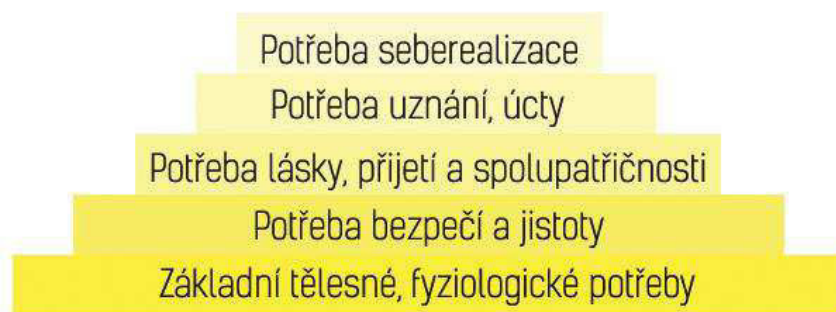 Potřeba seberealizace
Potřeba uznání, úcty
Potřeba lásky, přijetí a spolupatřičnosti
Potřeba bezpečí a jistoty
Základní tělesné, fyziologické potřeby